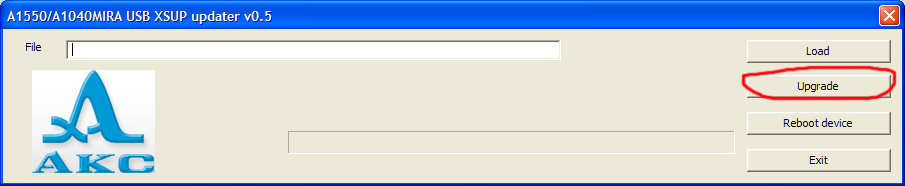 A1550/A1040MIRA USB XSUP updater v0.5
File
Load
Upgrade
Reboot device
Exit
АКС